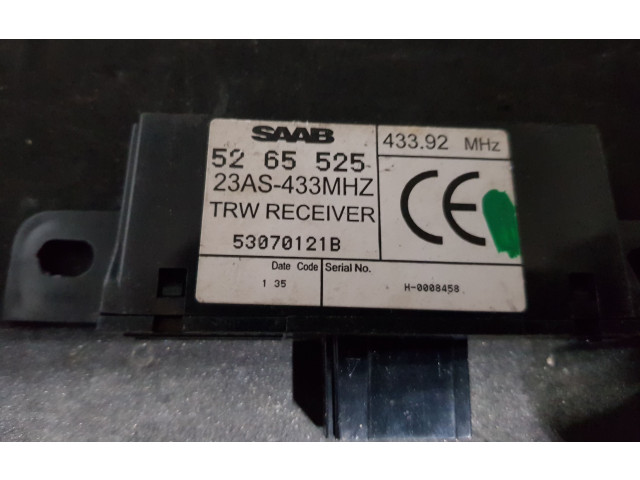 SAAB
52 65 525
23AS-433MHZ
TRW RECEIVER
53070121B
433.92 MHz
CE
Date Code
1 35
Serial No.
H-0008458